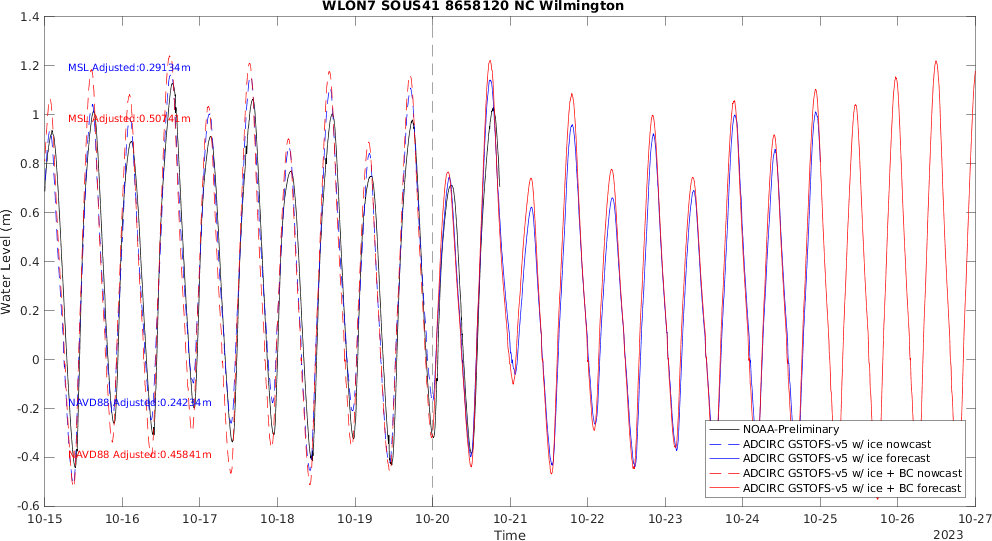 WLON7 SOUS41 8658120 NC Wilmington
1.4
1.2
1
0.8
0.6
0.4
0.2
0
-0.2
-0.4
-0.6
Water Level (m)
MSL Adjusted:0.29134m
MSL Adjusted:0.50741m
NAVD88 Adjusted:0.24234m
NAVD88 Adjusted:0.45841m
NOAA-Preliminary
ADCIRC GSTOFS-v5 w/ ice nowcast
ADCIRC GSTOFS-v5 w/ ice forecast
ADCIRC GSTOFS-v5 w/ ice + BC nowcast
ADCIRC GSTOFS-v5 w/ ice + BC forecast
10-15 10-16 10-17 10-18 10-19 10-20 10-21 10-22 10-23 10-24 10-25 10-26 10-27
Time
2023